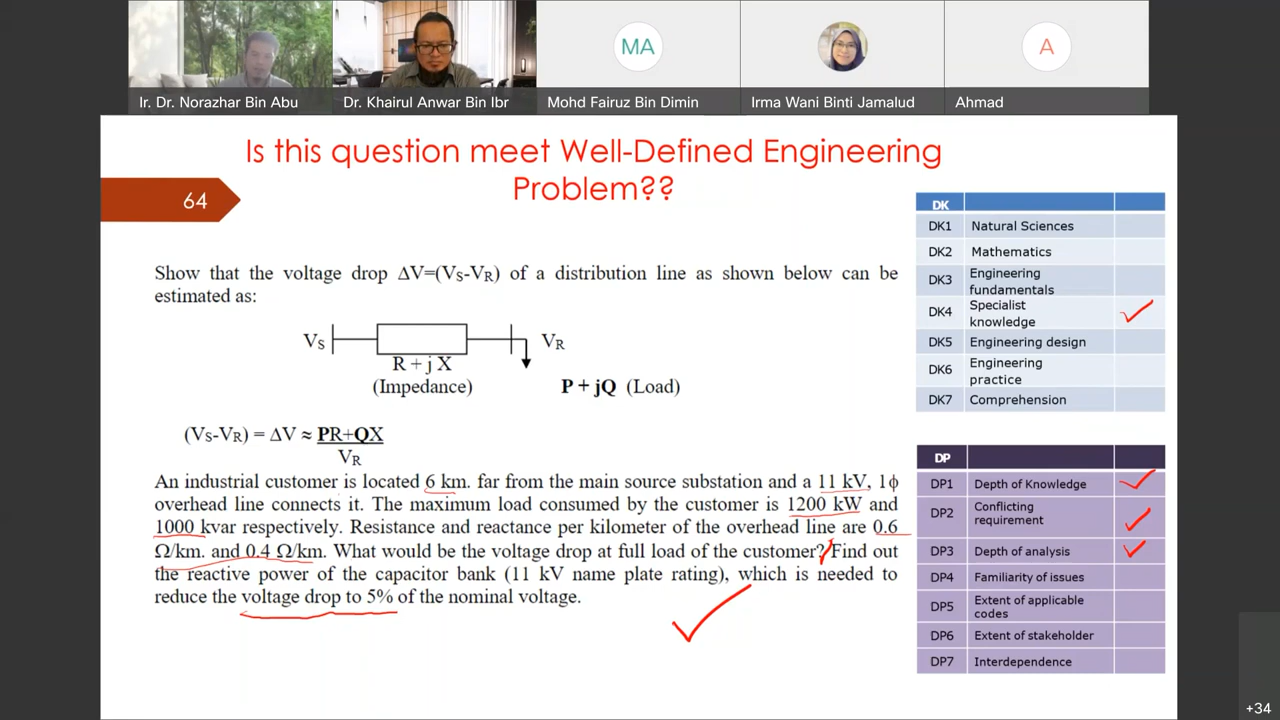 MA
A
Ir. Dr. Norazhar Bin Abu
Dr. Khairul Anwar Bin Ibr
Mohd Fairuz Bin Dimin
Irma Wani Binti Jamalud
Ahmad
Is this question meet Well-Defined Engineering
Problem??
64
Show that the voltage drop ΔV=(VS-VR) of a distribution line as shown below can be
estimated as:
VS
VR
R + j X
(Impedance)
P + jQ (Load)
(VS-VR) = ΔV ≈ PR+QX
VR
An industrial customer is located 6 km. far from the main source substation and a 11 kV, 1ϕ
overhead line connects it. The maximum load consumed by the customer is 1200 kW and
1000 kvar respectively. Resistance and reactance per kilometer of the overhead line are 0.6
Ω/km. and 0.4 Ω/km. What would be the voltage drop at full load of the customer? Find out
the reactive power of the capacitor bank (11 kV name plate rating), which is needed to
reduce the voltage drop to 5% of the nominal voltage.
DK
DK1 Natural Sciences
DK2 Mathematics
DK3 Engineering
fundamentals
DK4 Specialist
knowledge
DK5 Engineering design
DK6 Engineering
practice
DK7 Comprehension
DP
DP1 Depth of Knowledge
DP2 Conflicting
requirement
DP3 Depth of analysis
DP4 Familiarity of issues
DP5 Extent of applicable
codes
DP6 Extent of stakeholder
DP7 Interdependence
+34